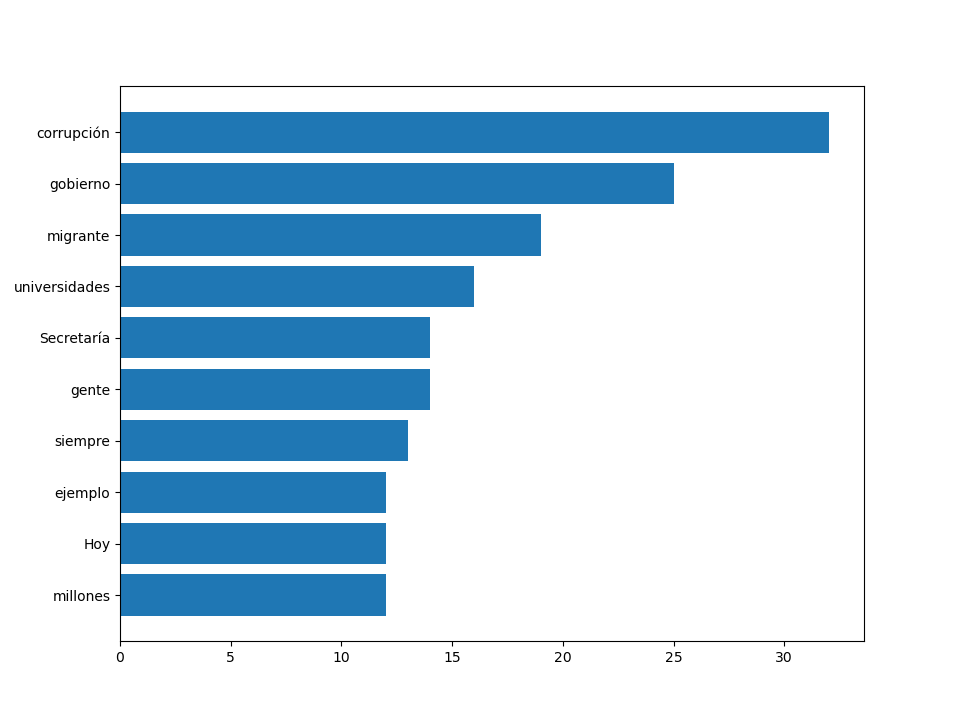 corrupción
gobierno
migrante
universidades
Secretaría
gente
siempre
ejemplo
Hoy
millones
0 5 10 15 20 25 30